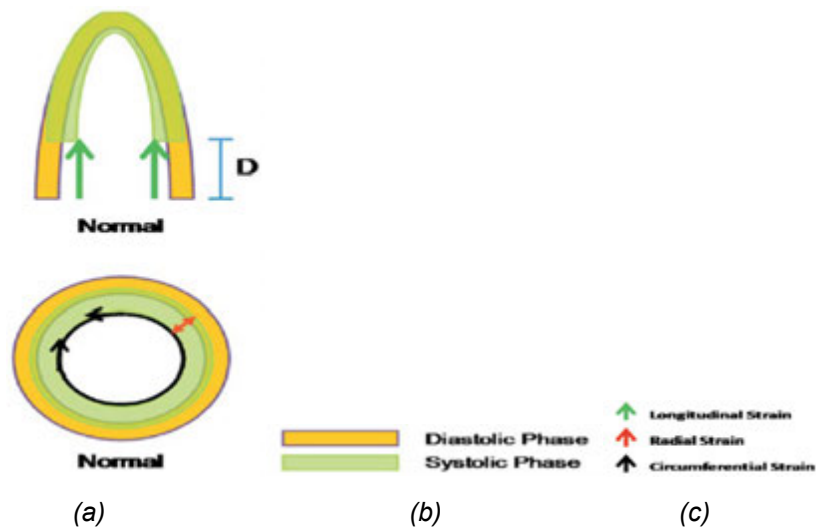 D
Normal
Normal
Diastolic Phase
Systolic Phase
Longitudinal Strain
Radial Strain
Circumferential Strain
(a) (b) (c)